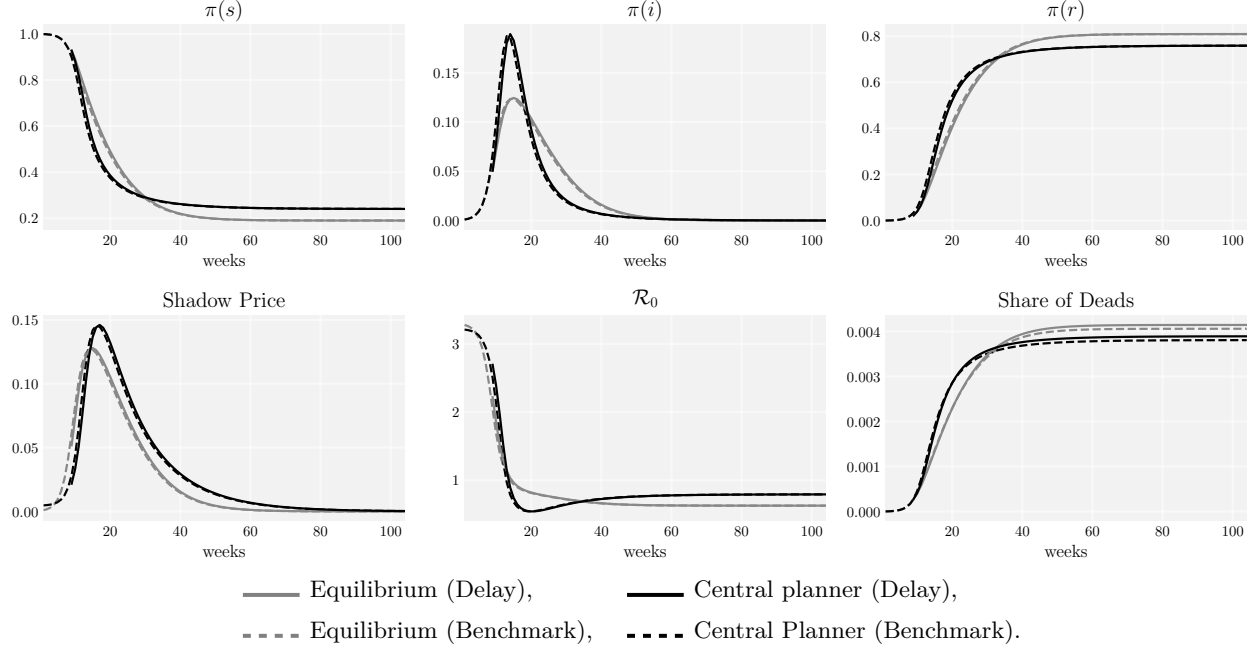 π(s)
1.0
0.8
0.6
0.4
0.2
20 40 60 80 100
weeks
π(i)
0.15
0.10
0.05
0.00
20 40 60 80 100
weeks
π(r)
0.8
0.6
0.4
0.2
0.0
20 40 60 80 100
weeks
Shadow Price
0.15
0.10
0.05
0.00
20 40 60 80 100
weeks
ℛ₀
3
2
1
20 40 60 80 100
weeks
Share of Deads
0.004
0.003
0.002
0.001
0.000
20 40 60 80 100
weeks
Equilibrium (Delay),
Central planner (Delay),
Equilibrium (Benchmark),
Central Planner (Benchmark).